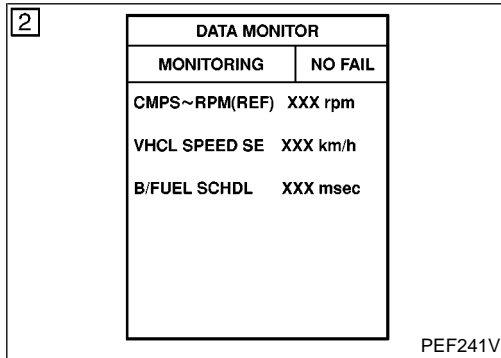 2
DATA MONITOR
MONITORING NO FAIL
CMPS~RPM(REF) XXX rpm
VHCL SPEED SE XXX km/h
B/FUEL SCHDL XXX msec
PEF241V